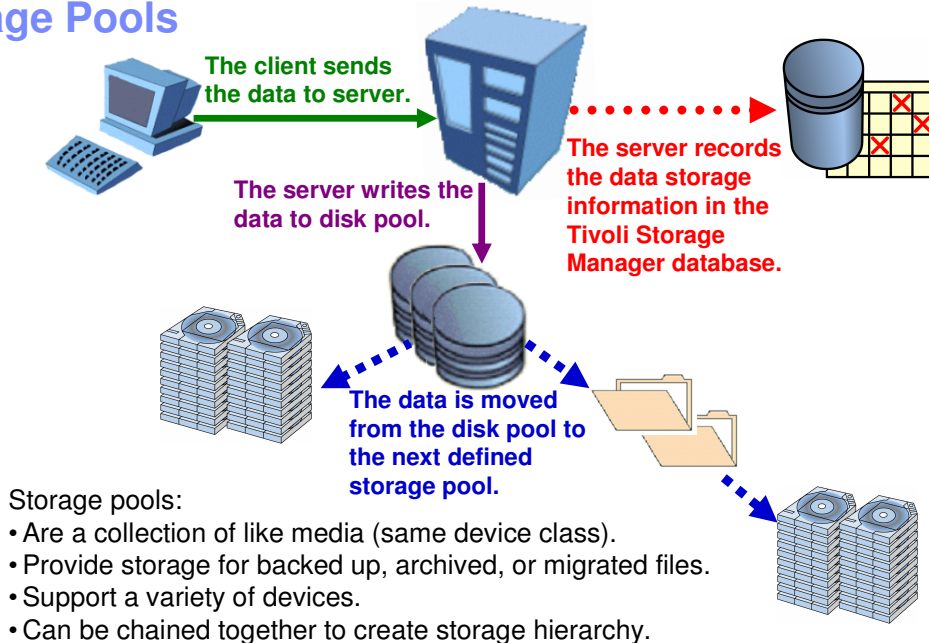 age Pools
The client sends
the data to server.
The server records
the data storage
information in the
Tivoli Storage
Manager database.
The server writes the
data to disk pool.
The data is moved
from the disk pool to
the next defined
storage pool.
Storage pools:
• Are a collection of like media (same device class).
• Provide storage for backed up, archived, or migrated files.
• Support a variety of devices.
• Can be chained together to create storage hierarchy.